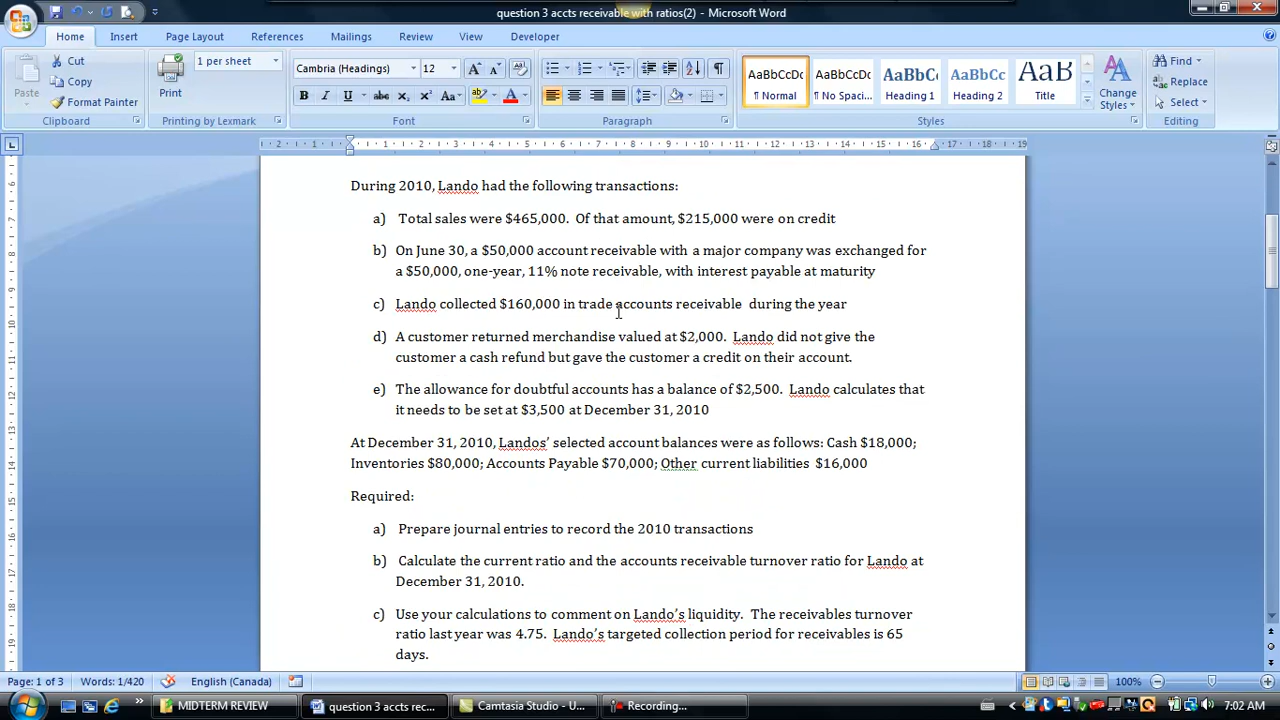 question 3 accts receivable with ratios(2) - Microsoft Word
Home Insert Page Layout References Mailings Review View Developer
Paste
Cut
Copy
Format Painter
Clipboard
Print
1 per sheet
Printing by Lexmark
Cambria (Headings) 12
Font
Paragraph
AaBbCcDc AaBbCcDc AaBbC AaBbCc AaB
¶ Normal ¶ No Spaci... Heading 1 Heading 2 Title
Change Styles
Styles
Find
Replace
Select
Editing
During 2010, Lando had the following transactions:
a) Total sales were $465,000. Of that amount, $215,000 were on credit
b) On June 30, a $50,000 account receivable with a major company was exchanged for
a $50,000, one-year, 11% note receivable, with interest payable at maturity
c) Lando collected $160,000 in trade accounts receivable during the year
d) A customer returned merchandise valued at $2,000. Lando did not give the
customer a cash refund but gave the customer a credit on their account.
e) The allowance for doubtful accounts has a balance of $2,500. Lando calculates that
it needs to be set at $3,500 at December 31, 2010
At December 31, 2010, Landos' selected account balances were as follows: Cash $18,000;
Inventories $80,000; Accounts Payable $70,000; Other current liabilities $16,000
Required:
a) Prepare journal entries to record the 2010 transactions
b) Calculate the current ratio and the accounts receivable turnover ratio for Lando at
December 31, 2010.
c) Use your calculations to comment on Lando's liquidity. The receivables turnover
ratio last year was 4.75. Lando's targeted collection period for receivables is 65
days.
Page: 1 of 3 Words: 1/420 English (Canada) 100%
MIDTERM REVIEW question 3 accts rec... Camtasia Studio - U... Recording... 7:02 AM